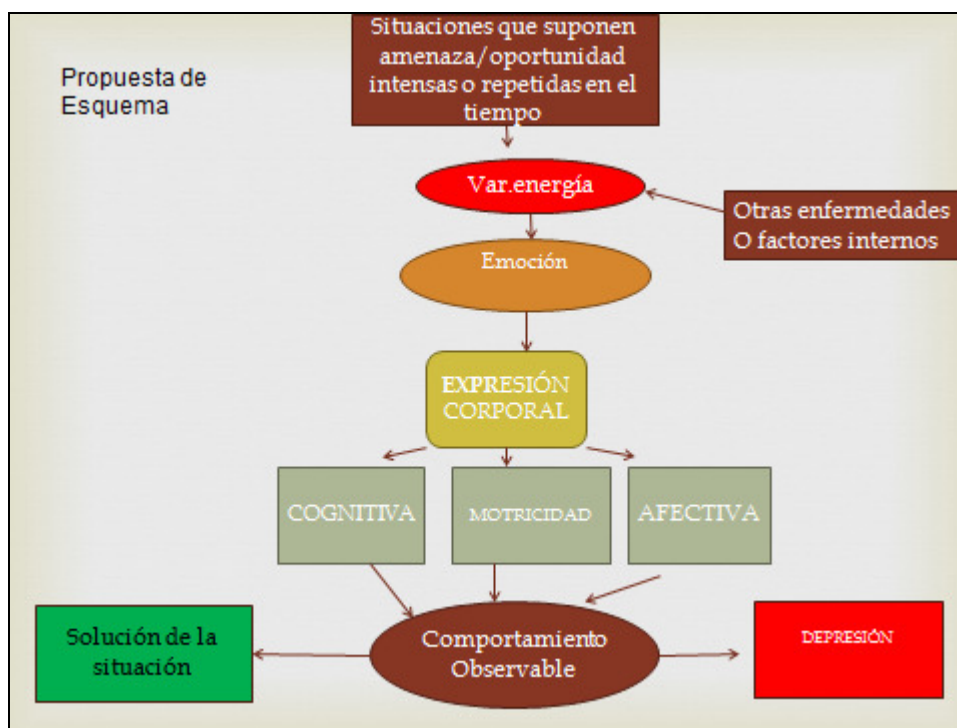 Situaciones que suponen
amenaza/oportunidad
intensas o repetidas en el
tiempo
Propuesta de
Esquema
Var.energía
Otras enfermedades
O factores internos
Emoción
EXPRESIÓN
CORPORAL
COGNITIVA
MOTRICIDAD
AFECTIVA
Solución de la
situación
Comportamiento
Observable
DEPRESIÓN